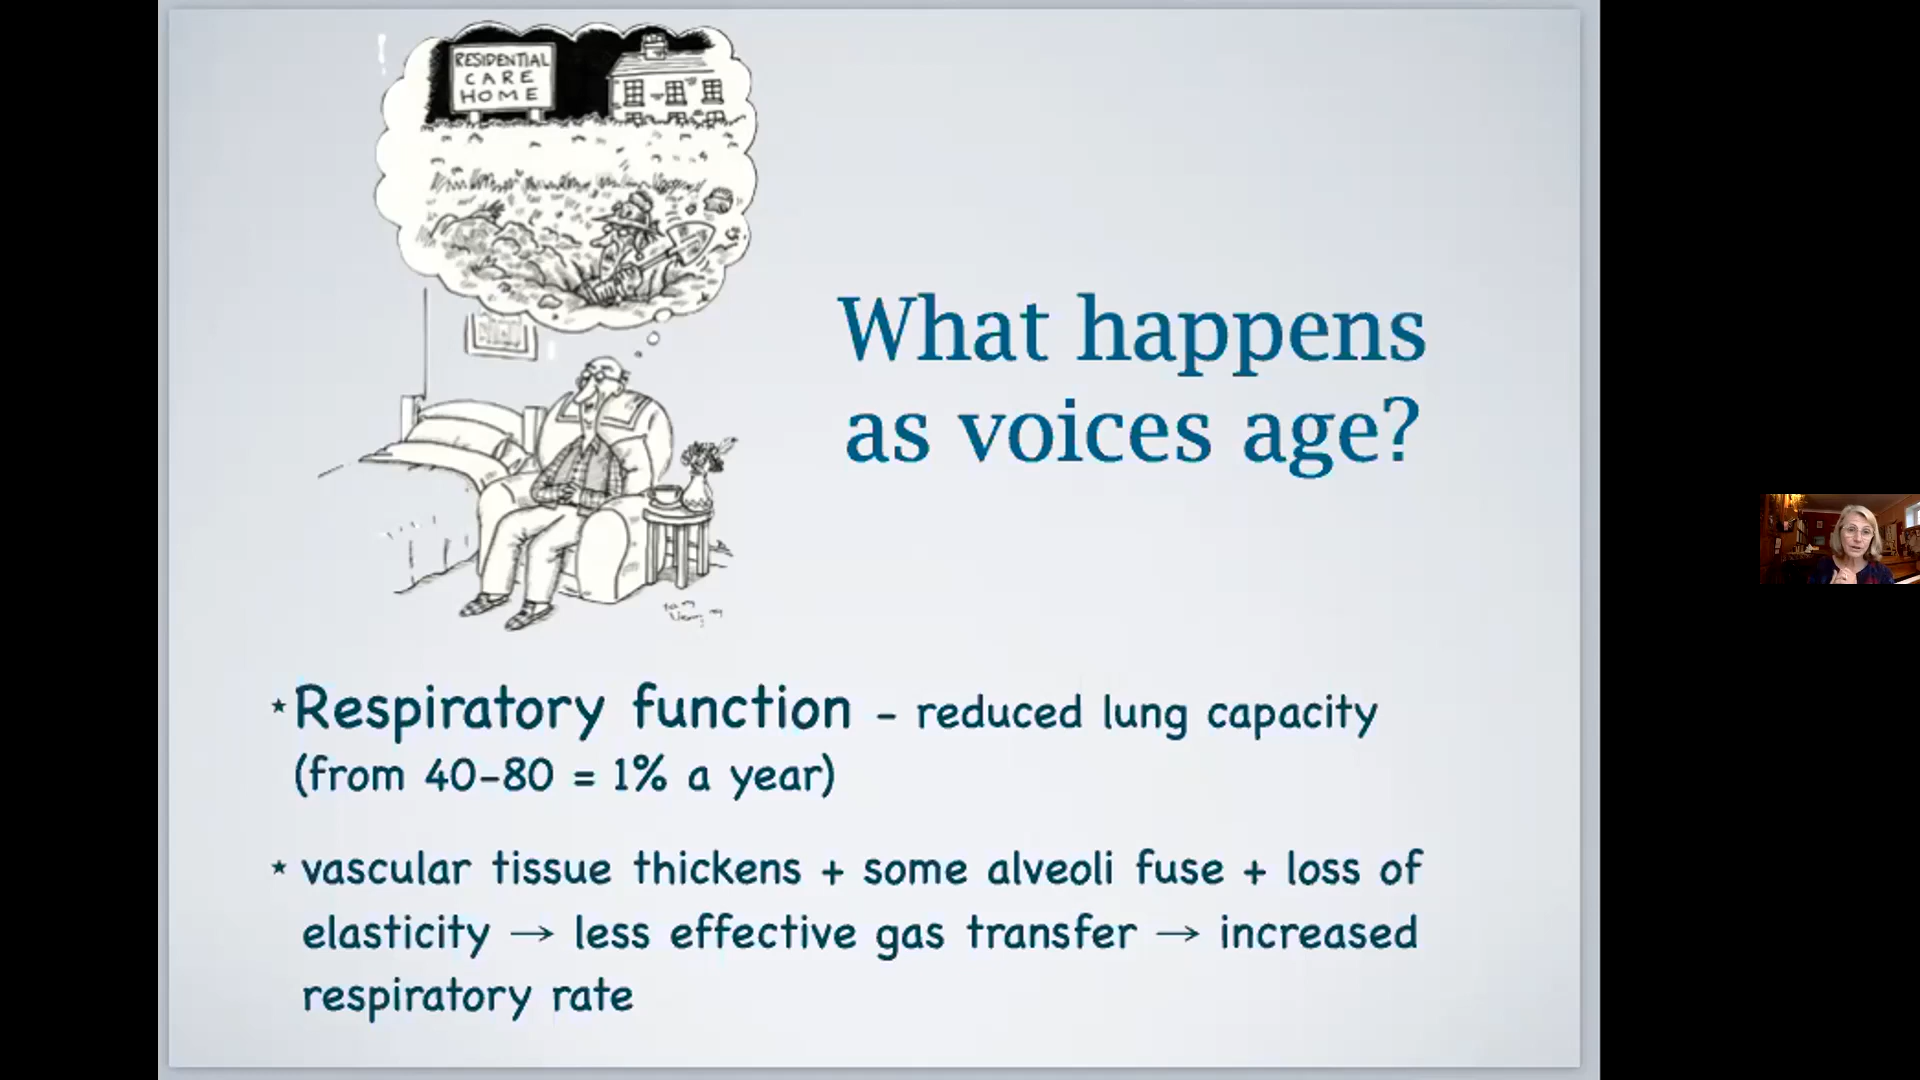 RESIDENTIAL
CARE
HOME
What happens
as voices age?
* Respiratory function - reduced lung capacity
(from 40-80 = 1% a year)
* vascular tissue thickens + some alveoli fuse + loss of
elasticity → less effective gas transfer → increased
respiratory rate